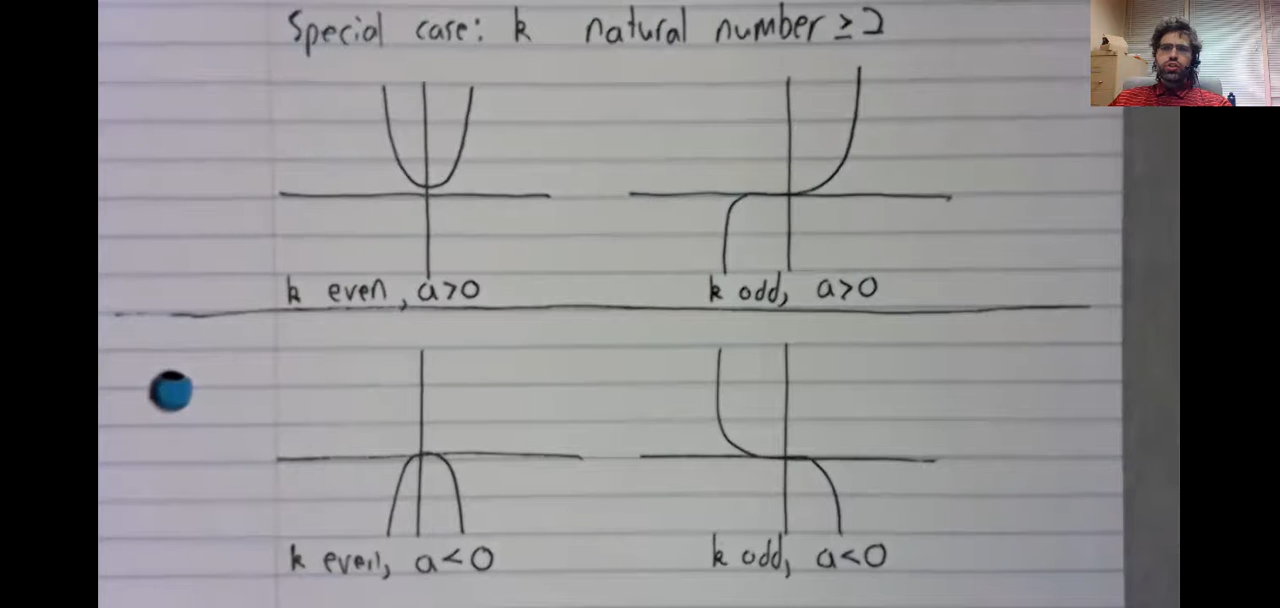 Special case: k natural number ≥ 2
k even, a>0
k odd, a>0
k even, a<0
k odd, a<0